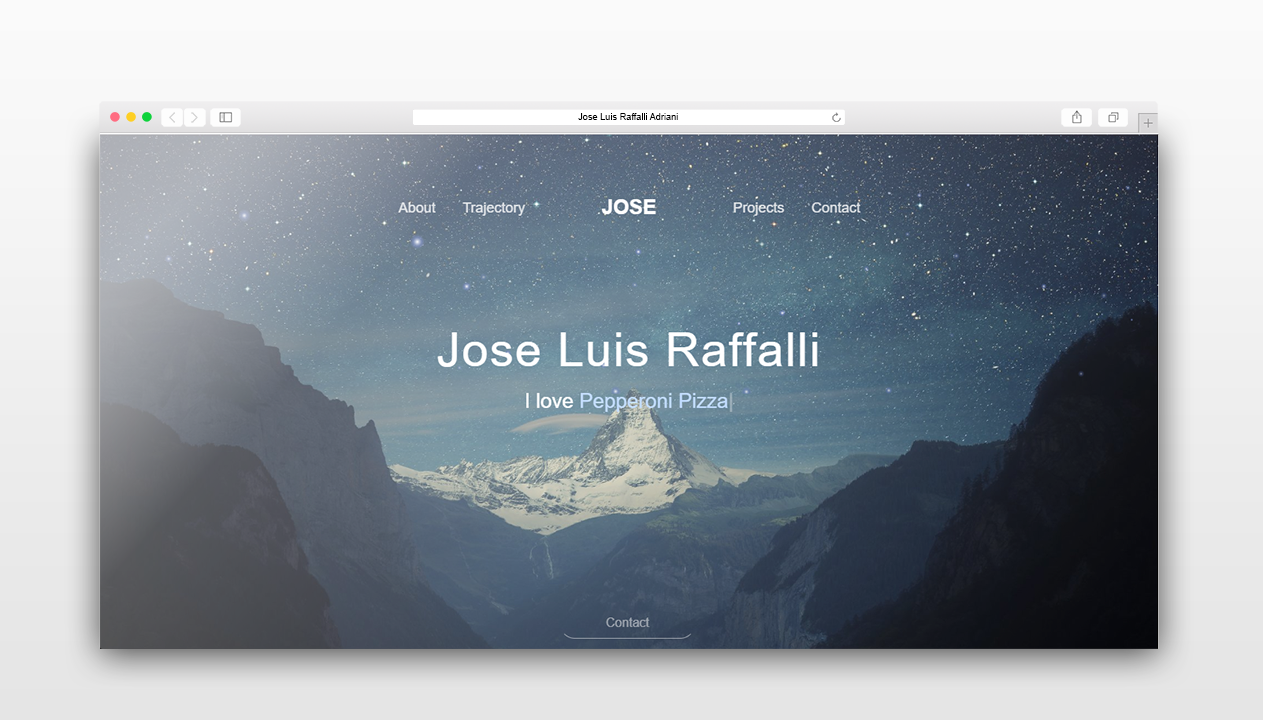 Jose Luis Raffalli Adriani
About Trajectory JOSE Projects Contact
Jose Luis Raffalli
I love Pepperoni Pizza|
Contact